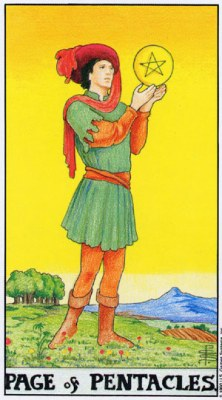 PAGE of PENTACLES.